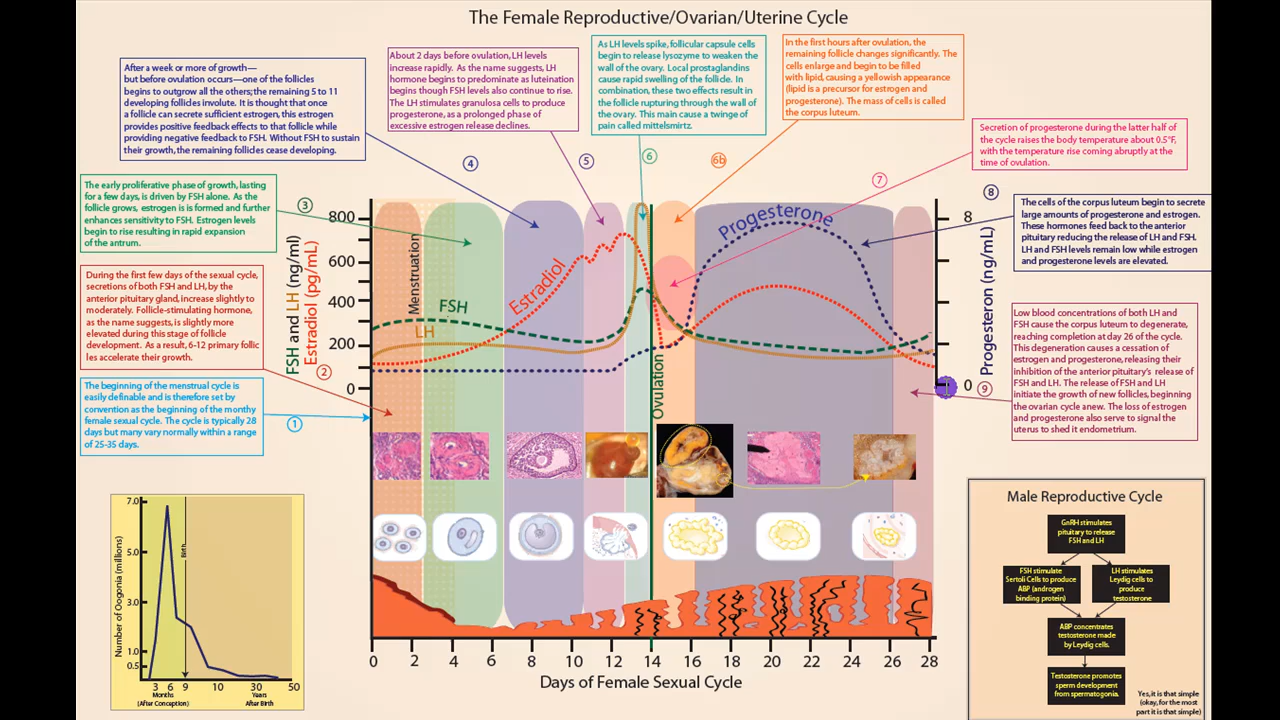 The Female Reproductive/Ovarian/Uterine Cycle
After a week or more of growth—
but before ovulation occurs—one of the follicles
begins to outgrow all the others;the remaining 5 to 11
developing follicles involute. It is thought that once
a follicle can secrete sufficient estrogen, this estrogen
provides positive feedback effects to that follicle while
providing negative feedback to FSH. Without FSH to sustain
their growth, the remaining follicles cease developing.
About 2 days before ovulation, LH levels
increase rapidly. As the name suggests, LH
hormone begins to predominate as luteination
begins though FSH levels also continue to rise.
The LH stimulates granulosa cells to produce
progesterone, as a prolonged phase of
excessive estrogen release declines.
As LH levels spike, follicular capsule cells
begin to release lysozyme to weaken the
wall of the ovary. Local prostaglandins
cause rapid swelling of the follicle. In
combination, these two effects result in
the follicle rupturing through the wall of
the ovary. This main cause a twinge of
pain called mittelsmirtz.
In the first hours after ovulation, the
remaining follicle changes significantly. The
cells enlarge and begin to be filled
with lipid, causing a yellowish appearance
(lipid is a precursor for estrogen and
progesterone). The mass of cells is called
the corpus luteum.
Secretion of progesterone during the latter half of
the cycle raises the body temperature about 0.5°F,
with the temperature rise coming abruptly at the
time of ovulation.
4
5
6
6b
7
8
3
The early proliferative phase of growth, lasting
for a few days, is driven by FSH alone. As the
follicle grows, estrogen is is formed and further
enhances sensitivity to FSH. Estrogen levels
begin to rise resulting in rapid expansion
of the antrum.
The cells of the corpus luteum begin to secrete
large amounts of progesterone and estrogen.
These hormones feed back to the anterior
pituitary reducing the release of LH and FSH.
LH and FSH levels remain low while estrogen
and progesterone levels are elevated.
During the first few days of the sexual cycle,
secretions of both FSH and LH, by the
anterior pituitary gland, increase slightly to
moderately. Follicle-stimulating hormone,
as the name suggests, is slightly more
elevated during this stage of follicle
development. As a result, 6-12 primary follic
les accelerate their growth.
2
FSH and LH (ng/ml)
Estradiol (pg/mL)
800
600
400
200
0
Menstruation
FSH
LH
Estradiol
Progesterone
Ovulation
8
6
4
2
0
Progesteron (ng/mL)
Low blood concentrations of both LH and
FSH cause the corpus luteum to degenerate,
reaching completion at day 26 of the cycle.
This degeneration causes a cessation of
estrogen and progesterone, releasing their
inhibition of the anterior pituitary's release of
FSH and LH. The release of FSH and LH
initiate the growth of new follicles, beginning
the ovarian cycle anew. The loss of estrogen
and progesterone also serve to signal the
uterus to shed it endometrium.
9
The beginning of the menstrual cycle is
easily definable and is therefore set by
convention as the beginning of the monthy
female sexual cycle. The cycle is typically 28
days but many vary normally within a range
of 25-35 days.
1
0 2 4 6 8 10 12 14 16 18 20 22 24 26 28
Days of Female Sexual Cycle
Number of Oogonia (millions)
7.0
5.0
3.0
1.0
0.5
Birth
3 6 9 10 30 50
Months
(After Conception)
Years
After Birth
Male Reproductive Cycle
GnRH stimulates
pituitary to release
FSH and LH
FSH stimulate
Sertoli Cells to produce
ABP (androgen
binding protein)
LH stimulates
Leydig cells to
produce
testosterone
ABP concentrates
testosterone made
by Leydig cells.
Testosterone promotes
sperm development
from spermatogonia.
Yes, it is that simple
(okay, for the most
part it is that simple)